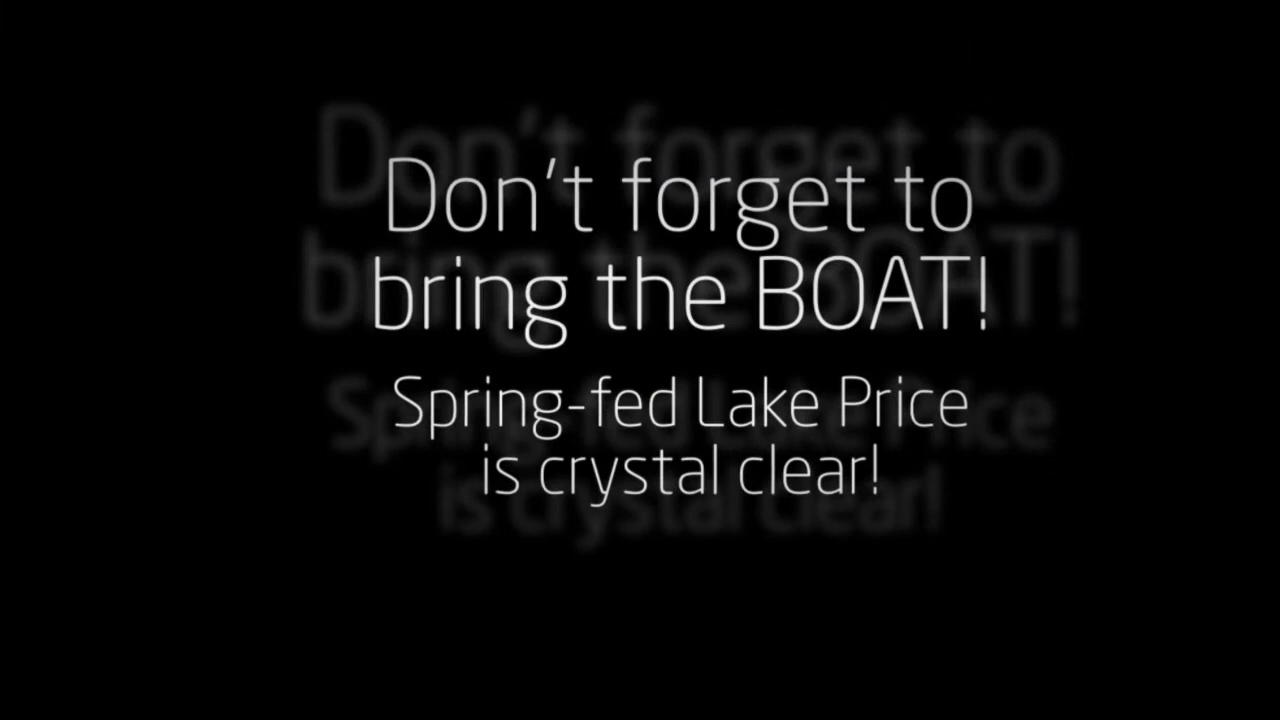 Don't forget to
bring the BOAT!
Spring-fed Lake Price
is crystal clear!